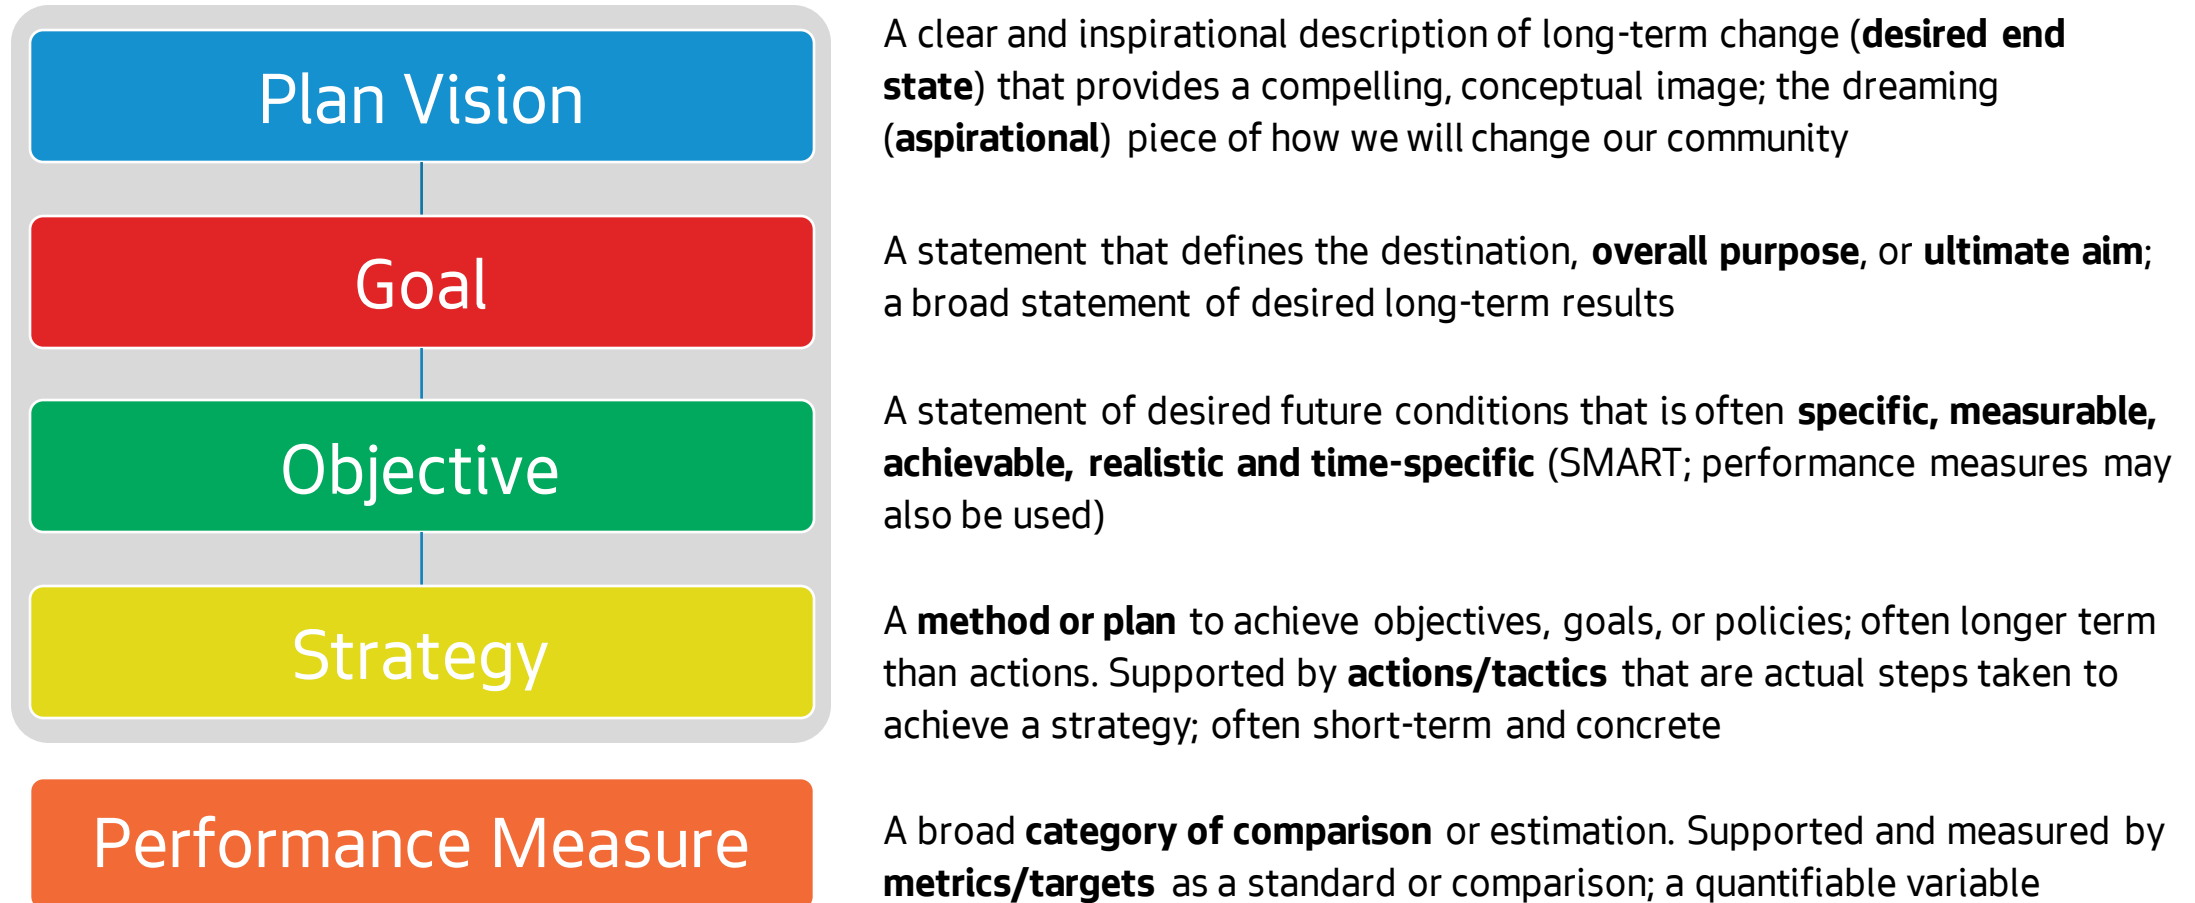 Plan Vision
A clear and inspirational description of long-term change (desired end
state) that provides a compelling, conceptual image; the dreaming
(aspirational) piece of how we will change our community
Goal
A statement that defines the destination, overall purpose, or ultimate aim;
a broad statement of desired long-term results
Objective
A statement of desired future conditions that is often specific, measurable,
achievable, realistic and time-specific (SMART; performance measures may
also be used)
Strategy
A method or plan to achieve objectives, goals, or policies; often longer term
than actions. Supported by actions/tactics that are actual steps taken to
achieve a strategy; often short-term and concrete
Performance Measure
A broad category of comparison or estimation. Supported and measured by
metrics/targets as a standard or comparison; a quantifiable variable